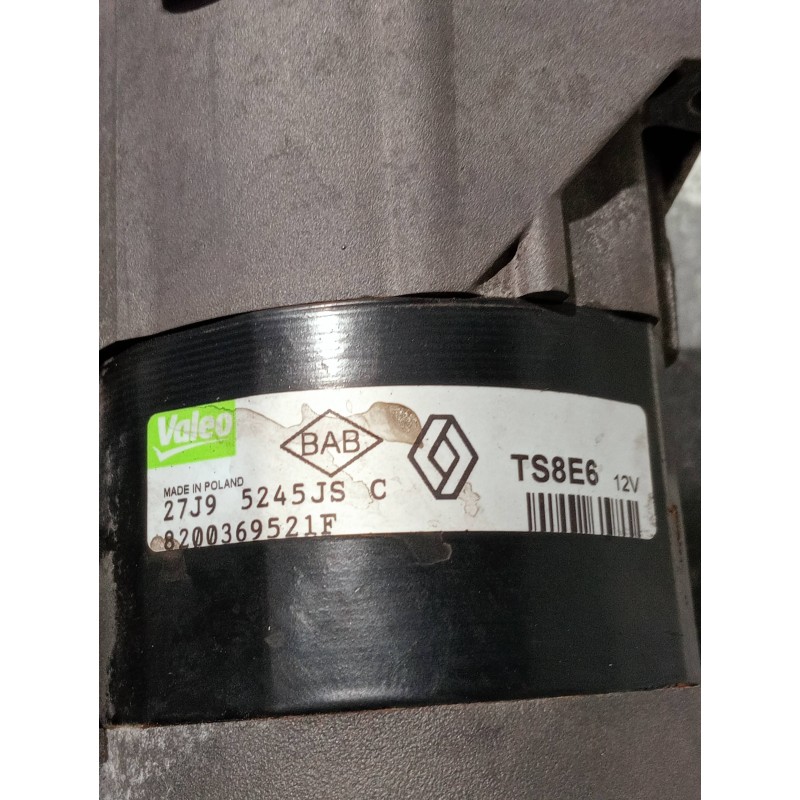 Valeo
BAB
TS8E6 12V
MADE IN POLAND
27J9 5245JS C
8200369521F